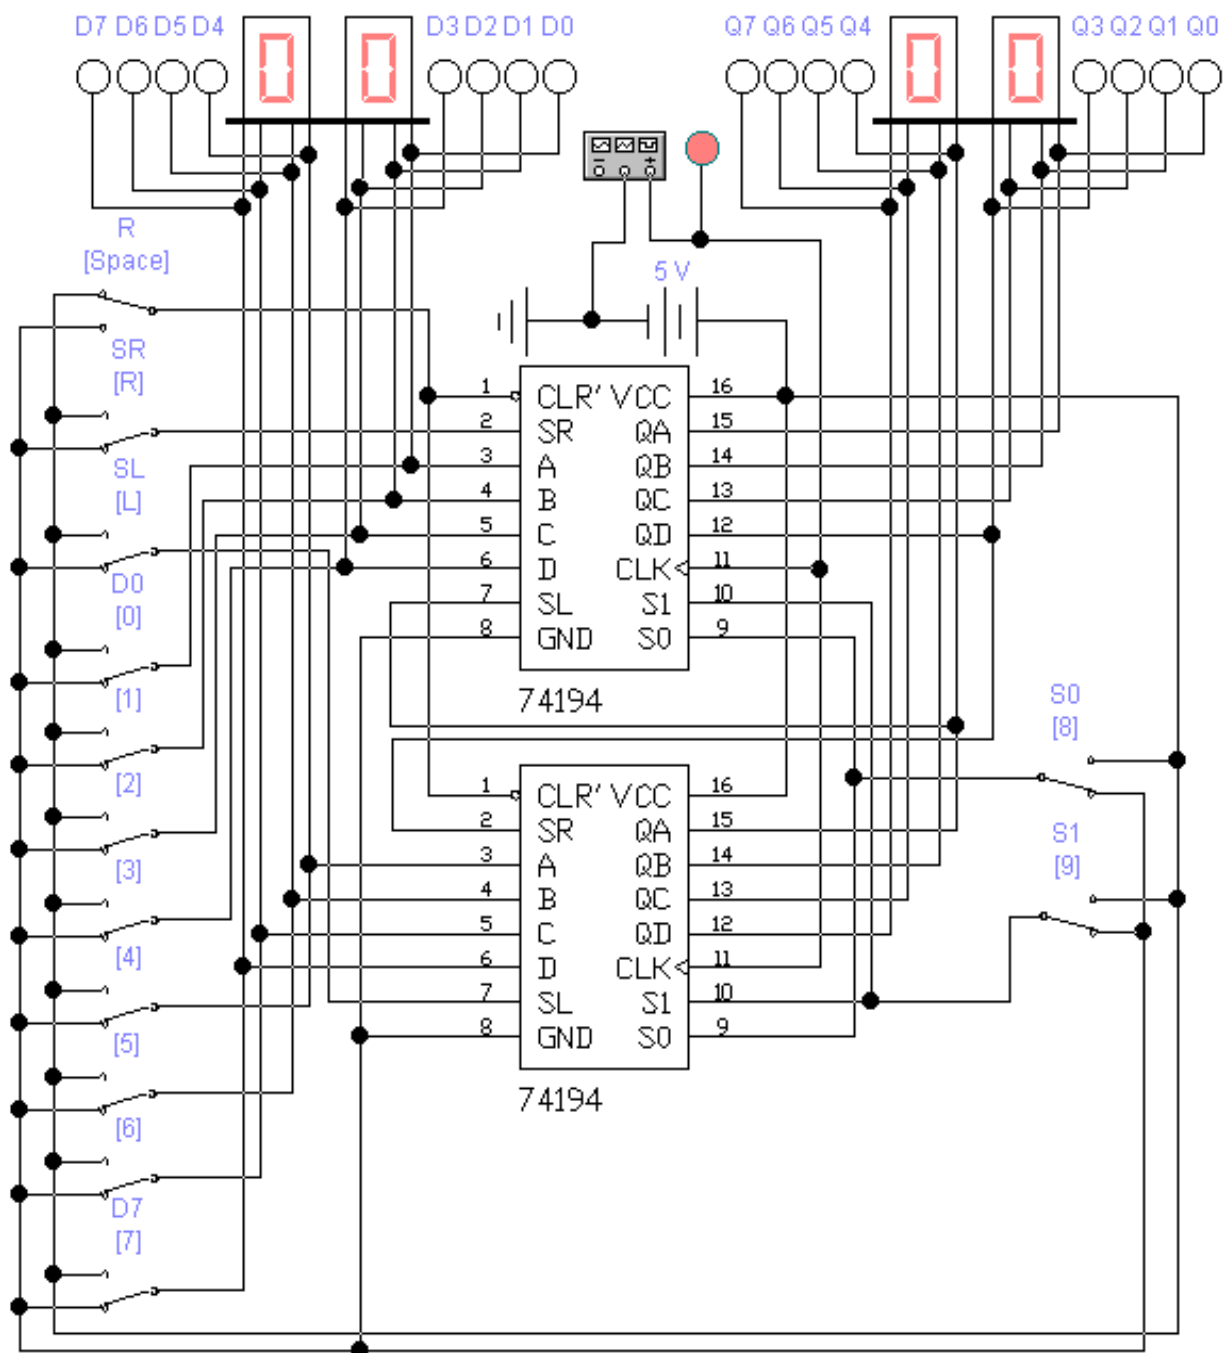 D7 D6 D5 D4
D3 D2 D1 D0
Q7 Q6 Q5 Q4
Q3 Q2 Q1 Q0
0 0
0 0
R
[Space]
SR
[R]
SL
[L]
D0
[0]
[1]
[2]
[3]
[4]
[5]
[6]
D7
[7]
- +
5 V
1 CLR' VCC 16
2 SR QA 15
3 A QB 14
4 B QC 13
5 C QD 12
6 D CLK 11
7 SL S1 10
8 GND S0 9
74194
1 CLR' VCC 16
2 SR QA 15
3 A QB 14
4 B QC 13
5 C QD 12
6 D CLK 11
7 SL S1 10
8 GND S0 9
74194
S0
[8]
S1
[9]